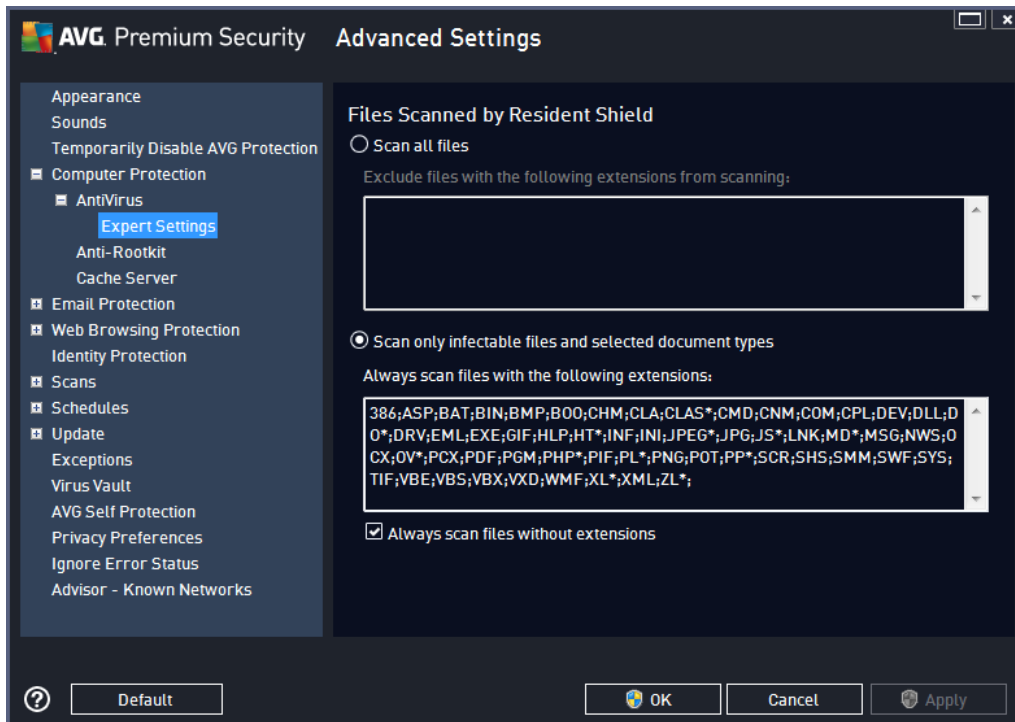 AVG. Premium Security
Advanced Settings
Appearance
Sounds
Temporarily Disable AVG Protection
Computer Protection
AntiVirus
Expert Settings
Anti-Rootkit
Cache Server
Email Protection
Web Browsing Protection
Identity Protection
Scans
Schedules
Update
Exceptions
Virus Vault
AVG Self Protection
Privacy Preferences
Ignore Error Status
Advisor - Known Networks
Files Scanned by Resident Shield
Scan all files
Exclude files with the following extensions from scanning:
Scan only infectable files and selected document types
Always scan files with the following extensions:
386;ASP;BAT;BIN;BMP;BOO;CHM;CLA;CLAS*;CMD;CNM;COM;CPL;DEV;DLL;D
O*;DRV;EML;EXE;GIF;HLP;HT*;INF;INI;JPEG*;JPG;JS*;LNK;MD*;MSG;NWS;O
CX;OV*;PCX;PDF;PGM;PHP*;PIF;PL*;PNG;POT;PP*;SCR;SHS;SMM;SWF;SYS;
TIF;VBE;VBS;VBX;VXD;WMF;XL*;XML;ZL*;
Always scan files without extensions
Default
OK
Cancel
Apply